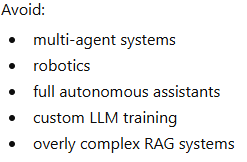 Avoid:
• multi-agent systems
• robotics
• full autonomous assistants
• custom LLM training
• overly complex RAG systems